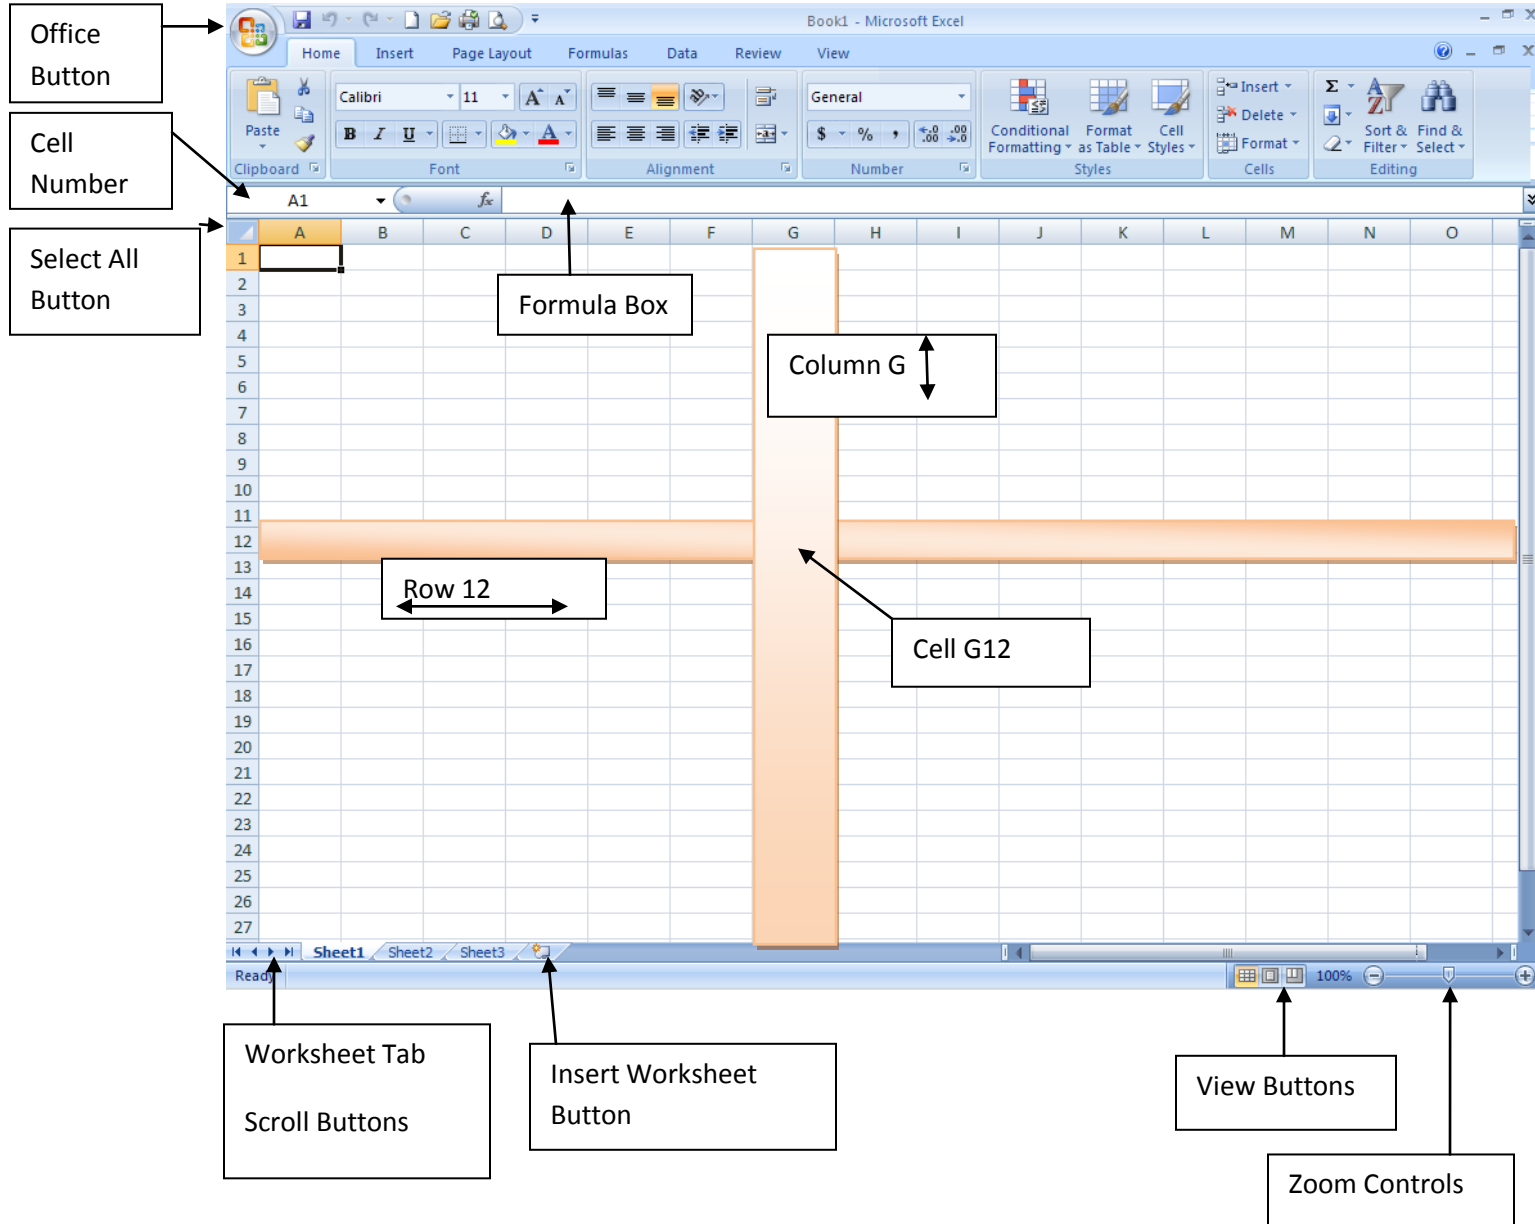 Office
Button
Cell
Number
Select All
Button
Book1 - Microsoft Excel
Home Insert Page Layout Formulas Data Review View
Calibri 11 General
Paste
B I U $ % , .0 .00 .00 .0
Conditional Formatting Format as Table Cell Styles
Insert
Delete
Format
Σ
Sort & Filter Find & Select
Clipboard Font Alignment Number Styles Cells Editing
A1 fx
A B C D E F G H I J K L M N O
1
2
3
4
5
6
7
8
9
10
11
12
13
14
15
16
17
18
19
20
21
22
23
24
25
26
27
Formula Box
Column G
Row 12
Cell G12
Sheet1 Sheet2 Sheet3
Ready 100%
Worksheet Tab
Scroll Buttons
Insert Worksheet
Button
View Buttons
Zoom Controls